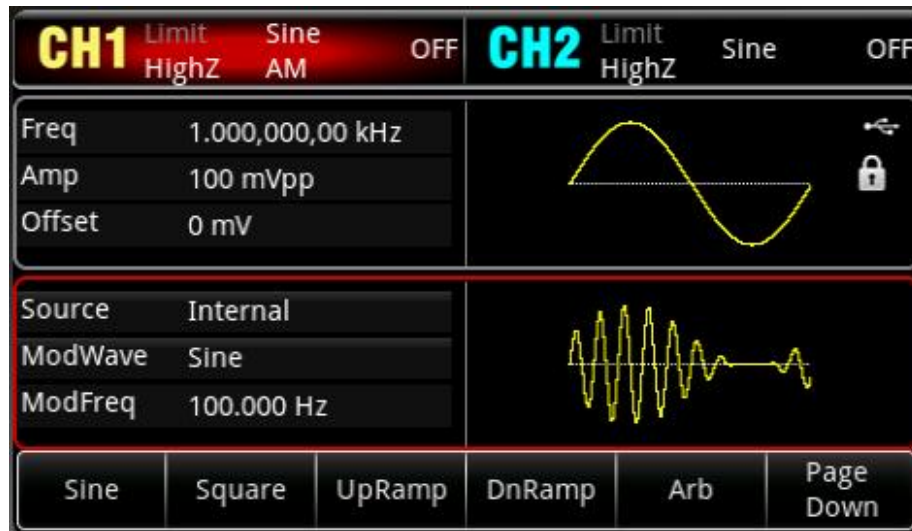 CH1 Limit Sine OFF CH2 Limit Sine OFF
HighZ AM HighZ
Freq 1.000,000,00 kHz
Amp 100 mVpp
Offset 0 mV
Source Internal
ModWave Sine
ModFreq 100.000 Hz
Sine Square UpRamp DnRamp Arb Page Down